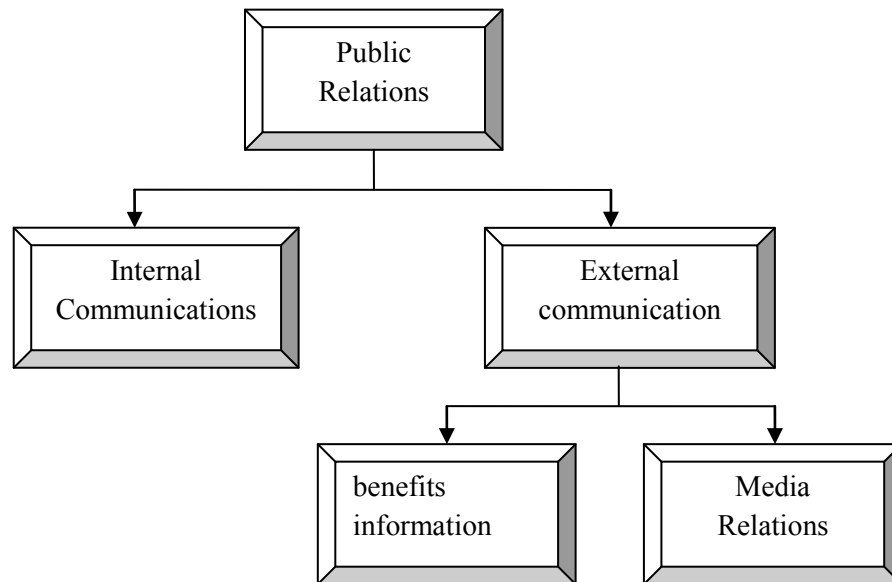 Public
Relations
Internal
Communications
External
communication
benefits
information
Media
Relations